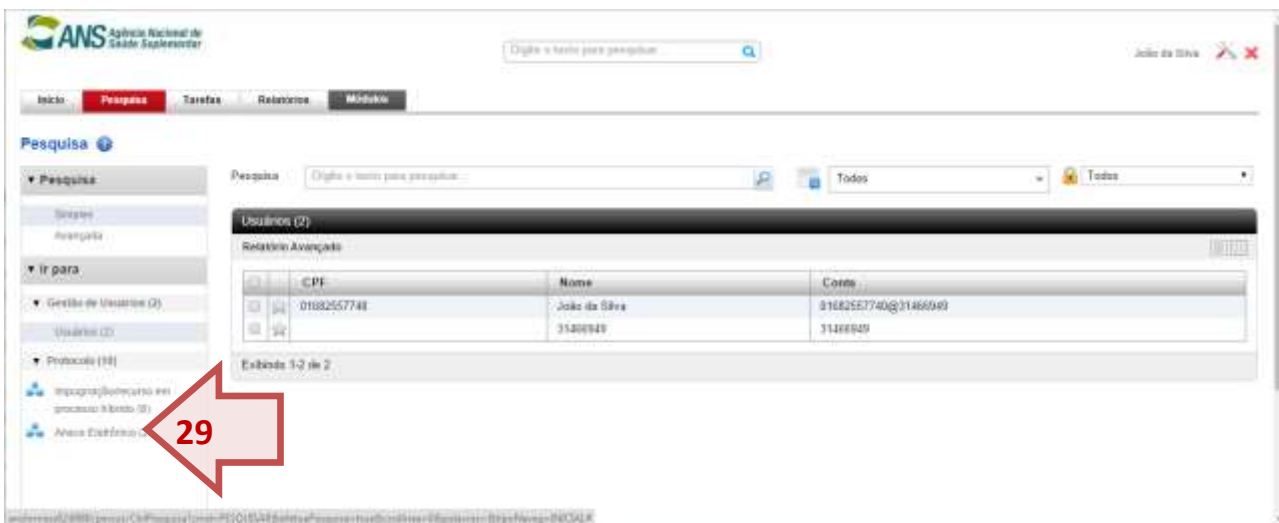 ANS Agência Nacional de
Saúde Suplementar
Digite o texto para pesquisar
João da Silva
Início Pesquisa Tarefas Relatórios Módulos
Pesquisa
Pesquisa
Pesquisa Digite o texto para pesquisar... Todos Todos
Simples
Avançada
Usuários (2)
Relatório Avançado
Ir para
CPF Nome Conta
Gestão de Usuários (2)
01682557740 João da Silva 01682557740@31466949
Usuários (2)
31466949 31466949
Protocolo (10)
Exibindo 1-2 de 2
Impugnação/recurso em
processo híbrido (8)
Anexo Eletrônico
29